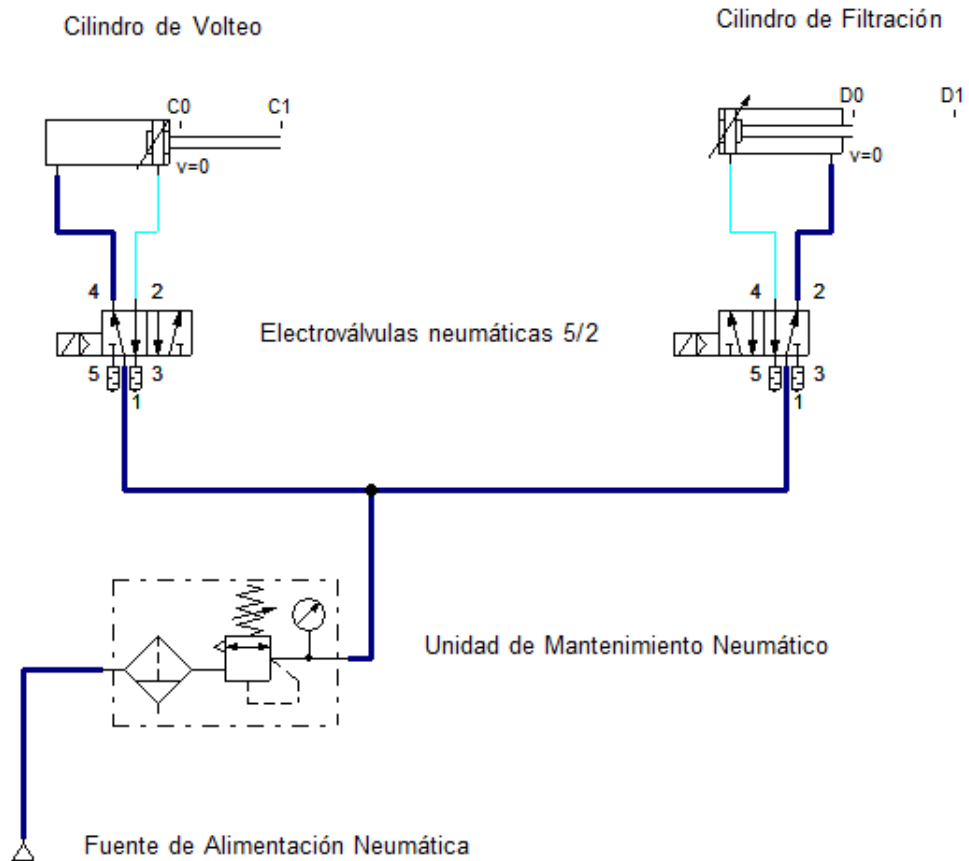 Cilindro de Volteo
Cilindro de Filtración
C0
C1
v=0
D0
D1
v=0
4
2
Electroválvulas neumáticas 5/2
4
2
5
3
1
5
3
1
Unidad de Mantenimiento Neumático
Fuente de Alimentación Neumática